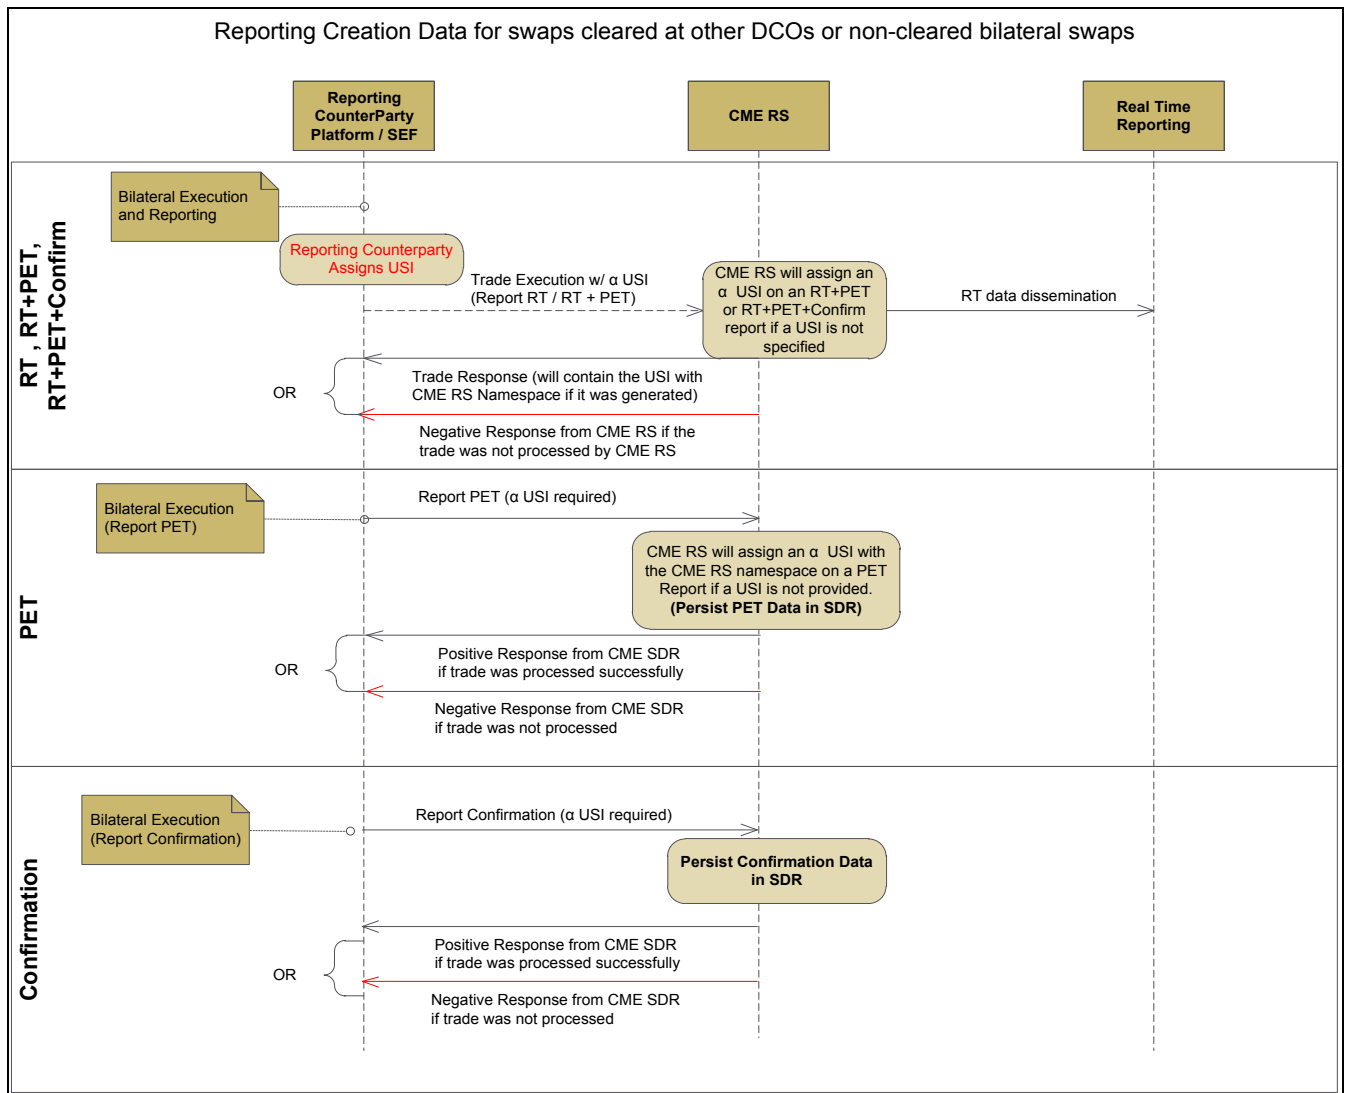 Reporting Creation Data for swaps cleared at other DCOs or non-cleared bilateral swaps
Reporting
CounterParty
Platform / SEF
CME RS
Real Time
Reporting
RT , RT+PET,
RT+PET+Confirm
Bilateral Execution
and Reporting
Reporting Counterparty
Assigns USI
Trade Execution w/ α USI
(Report RT / RT + PET)
CME RS will assign an
α USI on an RT+PET
or RT+PET+Confirm
report if a USI is not
specified
RT data dissemination
OR
Trade Response (will contain the USI with
CME RS Namespace if it was generated)
Negative Response from CME RS if the
trade was not processed by CME RS
PET
Bilateral Execution
(Report PET)
Report PET (α USI required)
CME RS will assign an α USI with
the CME RS namespace on a PET
Report if a USI is not provided.
(Persist PET Data in SDR)
OR
Positive Response from CME SDR
if trade was processed successfully
Negative Response from CME SDR
if trade was not processed
Confirmation
Bilateral Execution
(Report Confirmation)
Report Confirmation (α USI required)
Persist Confirmation Data
in SDR
OR
Positive Response from CME SDR
if trade was processed successfully
Negative Response from CME SDR
if trade was not processed